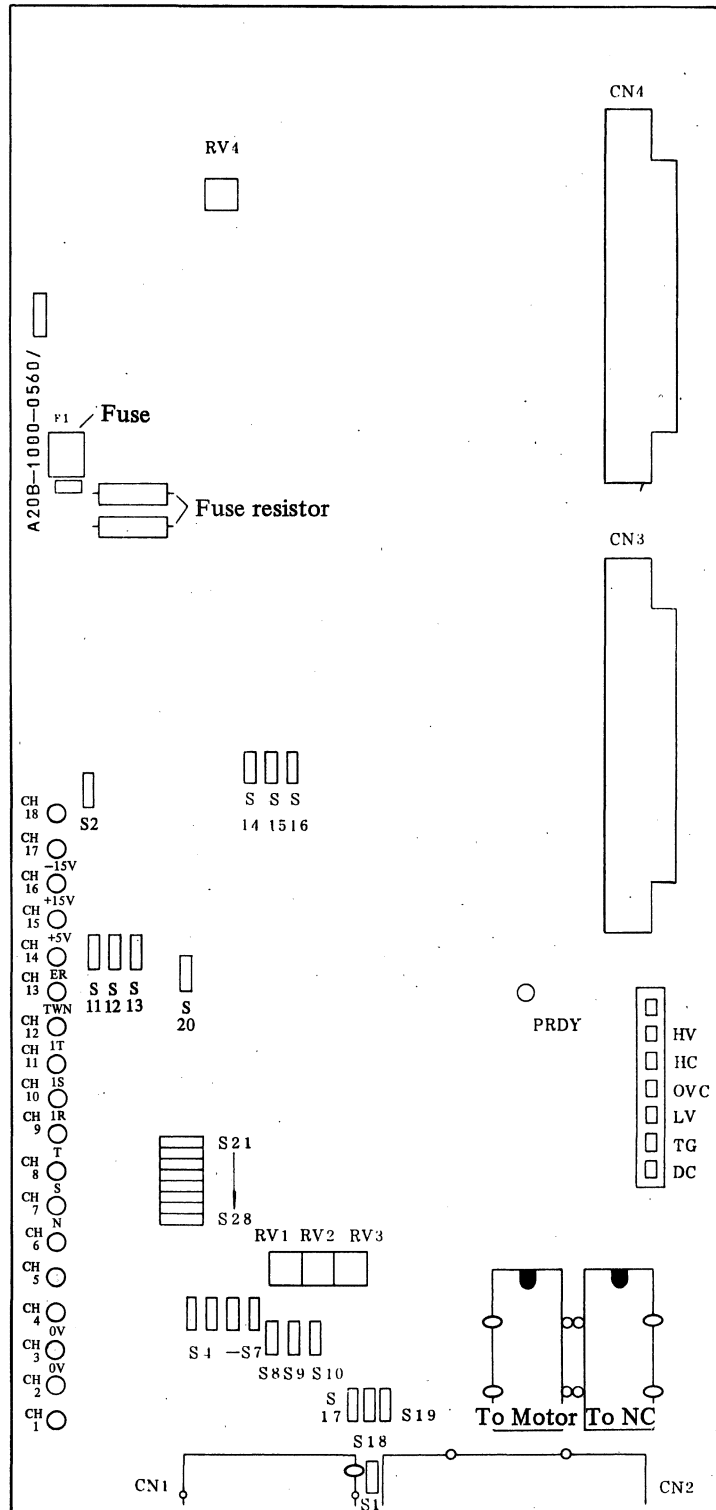 CN4
RV4
A20B-1000-0560/
F1
Fuse
Fuse resistor
CN3
S2
S S S
14 15 16
CH 18
CH 17
-15V
CH 16
+15V
CH 15
+5V
CH 14
ER
CH 13
TWN
CH 12
1T
CH 11
1S
CH 10
1R
CH 9
T
CH 8
S
CH 7
N
CH 6
CH 5
CH 4
0V
CH 3
0V
CH 2
CH 1
S S S
11 12 13
S
20
PRDY
HV
HC
OVC
LV
TG
DC
S21
S28
RV1 RV2 RV3
S4 -S7
S8 S9 S10
S
17
S19
To Motor To NC
S18
CN1
S1
CN2